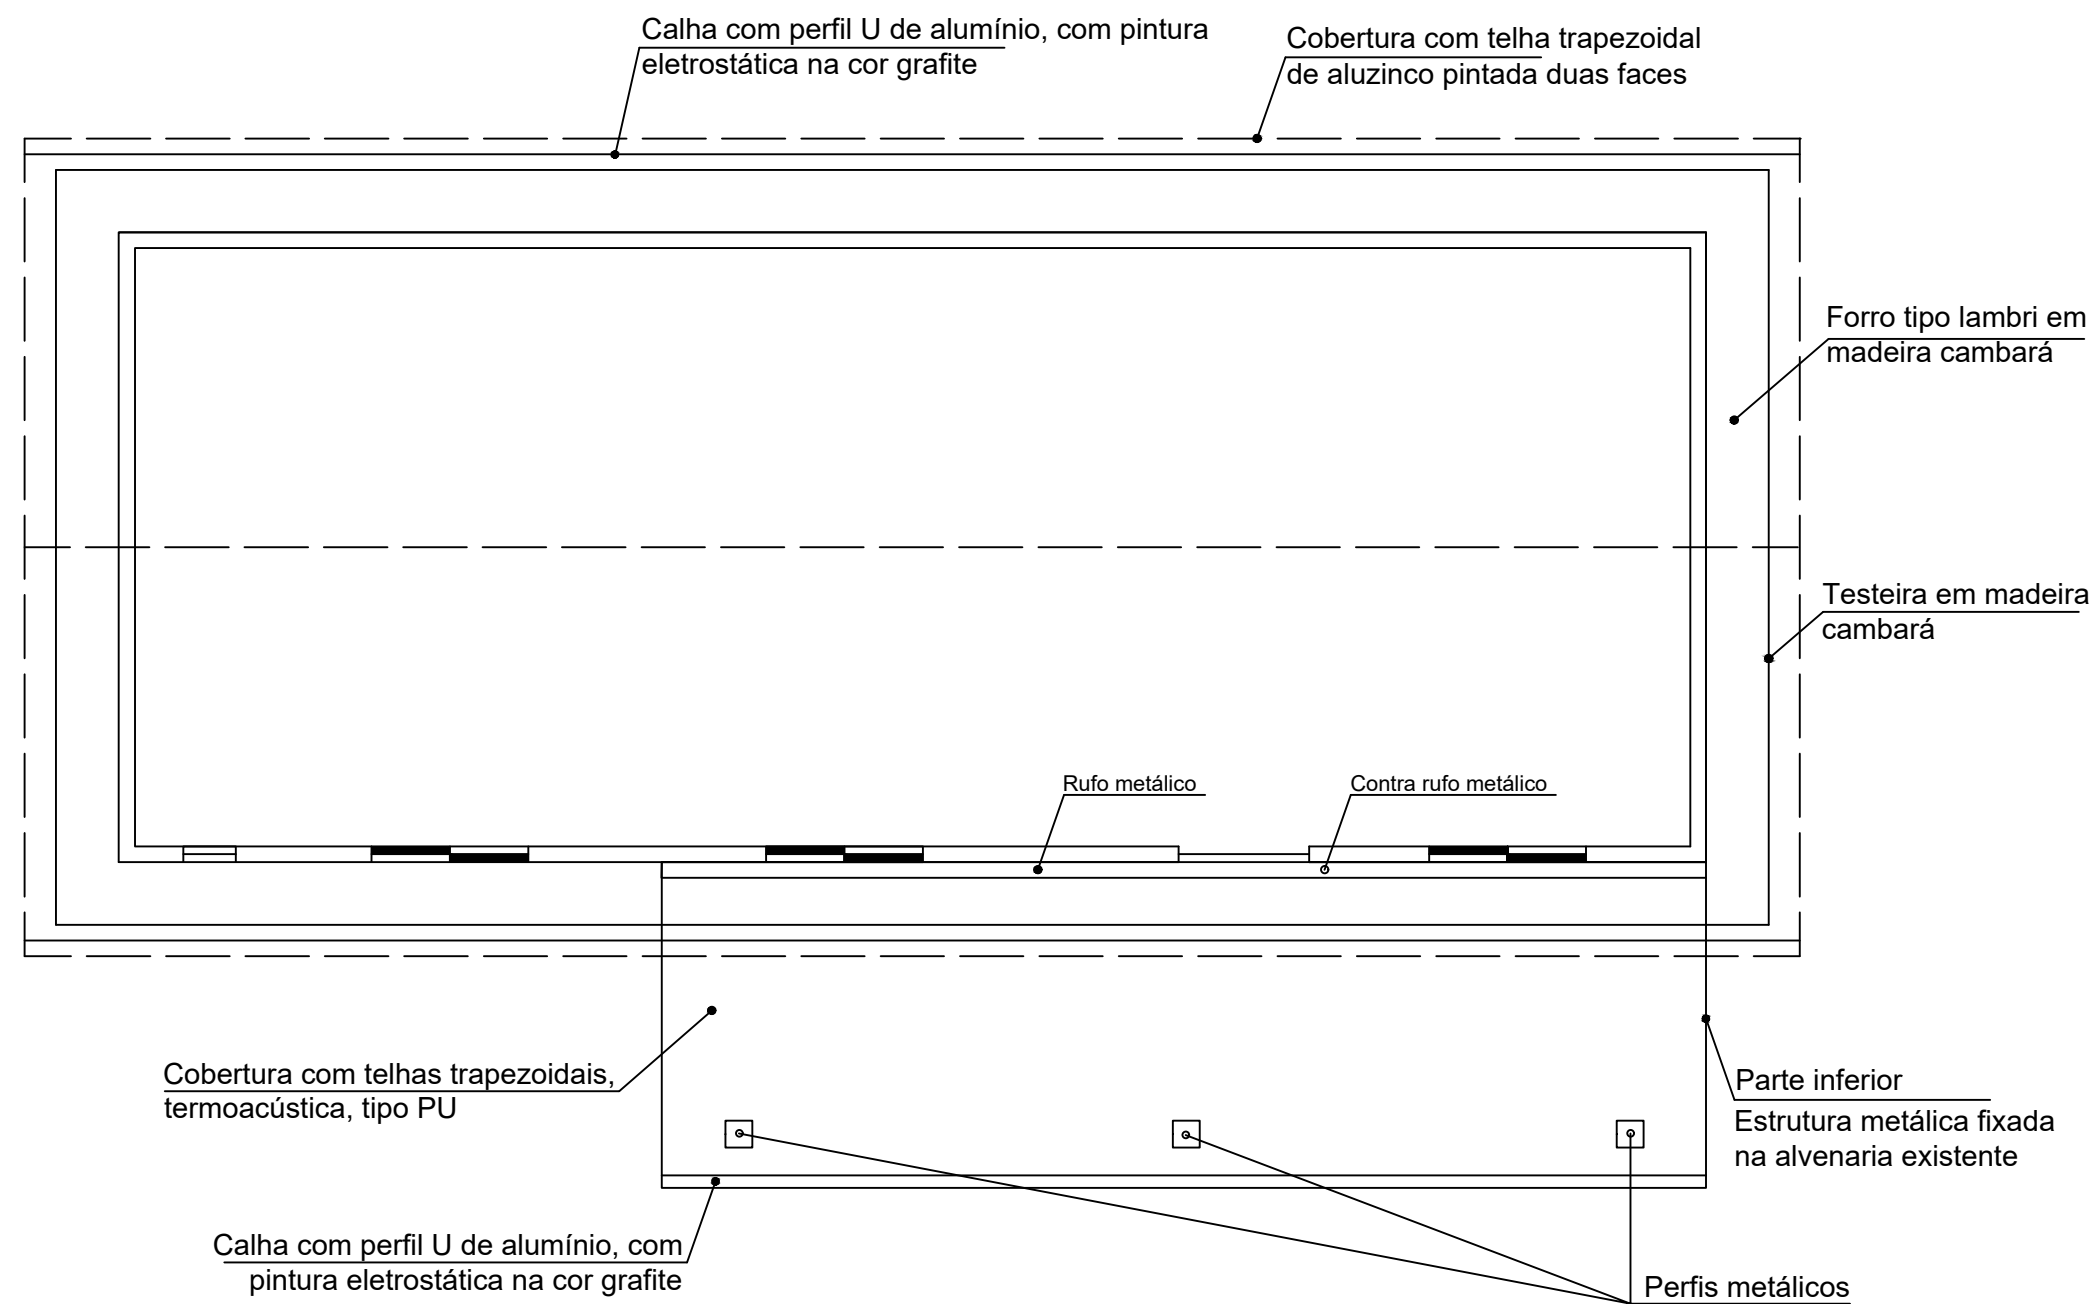 Calha com perfil U de alumínio, com pintura
eletrostática na cor grafite
Cobertura com telha trapezoidal
de aluzinco pintada duas faces
Forro tipo lambri em
madeira cambará
Testeira em madeira
cambará
Rufo metálico
Contra rufo metálico
Cobertura com telhas trapezoidais,
termoacústica, tipo PU
Parte inferior
Estrutura metálica fixada
na alvenaria existente
Calha com perfil U de alumínio, com
pintura eletrostática na cor grafite
Perfis metálicos